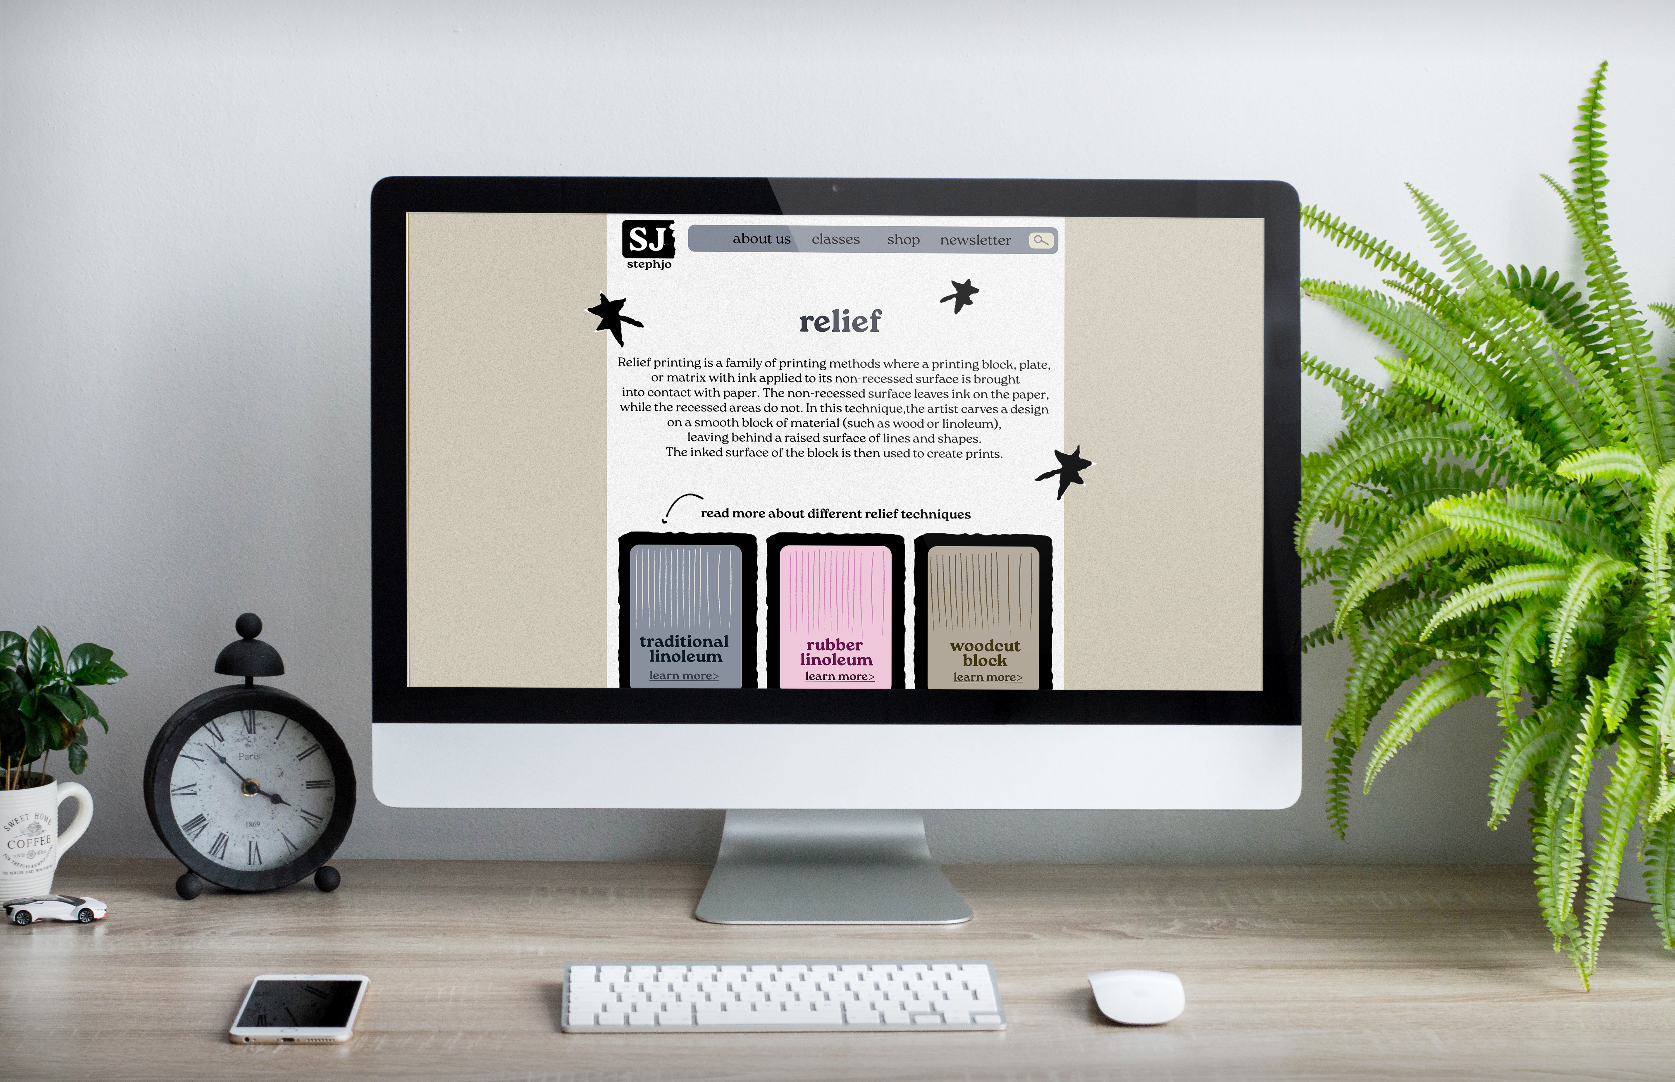 SJ
stephjo
about us classes shop newsletter
relief
Relief printing is a family of printing methods where a printing block, plate,
or matrix with ink applied to its non-recessed surface is brought
into contact with paper. The non-recessed surface leaves ink on the paper,
while the recessed areas do not. In this technique,the artist carves a design
on a smooth block of material (such as wood or linoleum),
leaving behind a raised surface of lines and shapes.
The inked surface of the block is then used to create prints.
read more about different relief techniques
traditional
linoleum
learn more>
rubber
linoleum
learn more>
woodcut
block
learn more>
Paris
1869
SWEET HOME
COFFEE